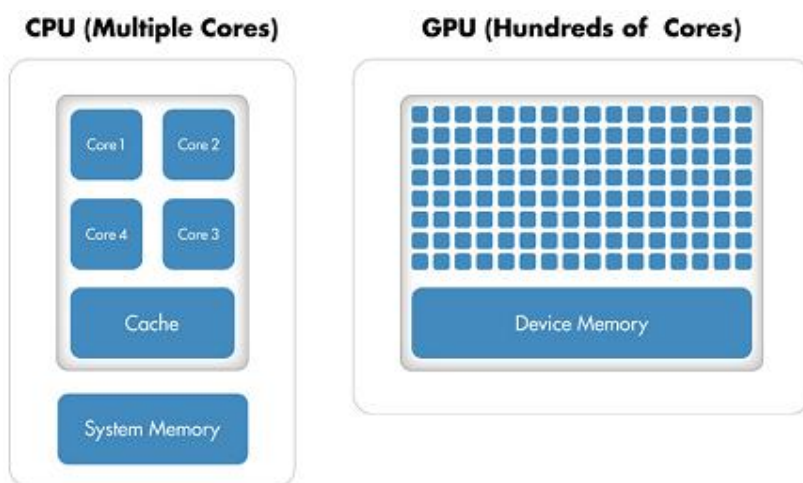 CPU (Multiple Cores)
Core 1
Core 2
Core 4
Core 3
Cache
System Memory
GPU (Hundreds of Cores)
Device Memory